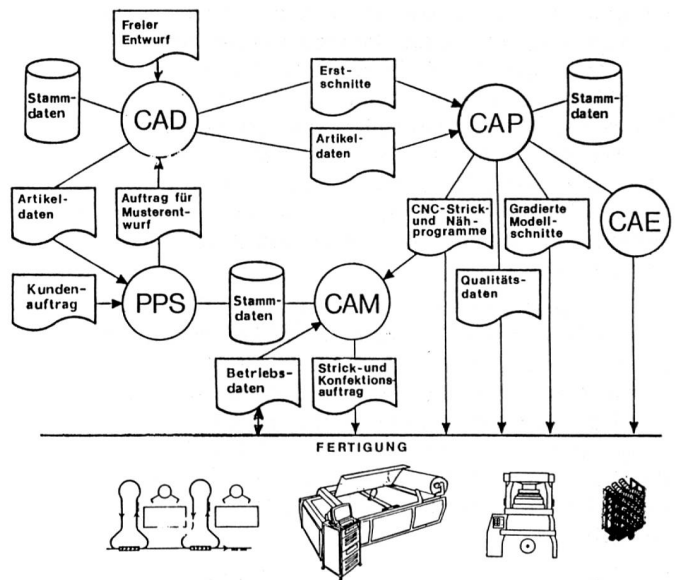 Freier
Entwurf
Stamm-
daten
CAD
Erst-
schnitte
Artikel-
daten
CAP
Stamm-
daten
Artikel-
daten
Auftrag für
Musterent-
wurf
CNC-Strick-
und Näh-
programme
Gradierte
Modell-
schnitte
CAE
Kunden-
auftrag
PPS
Stamm-
daten
CAM
Qualitäts-
daten
Betriebs-
daten
Strick-und
Konfektions-
auftrag
FERTIGUNG